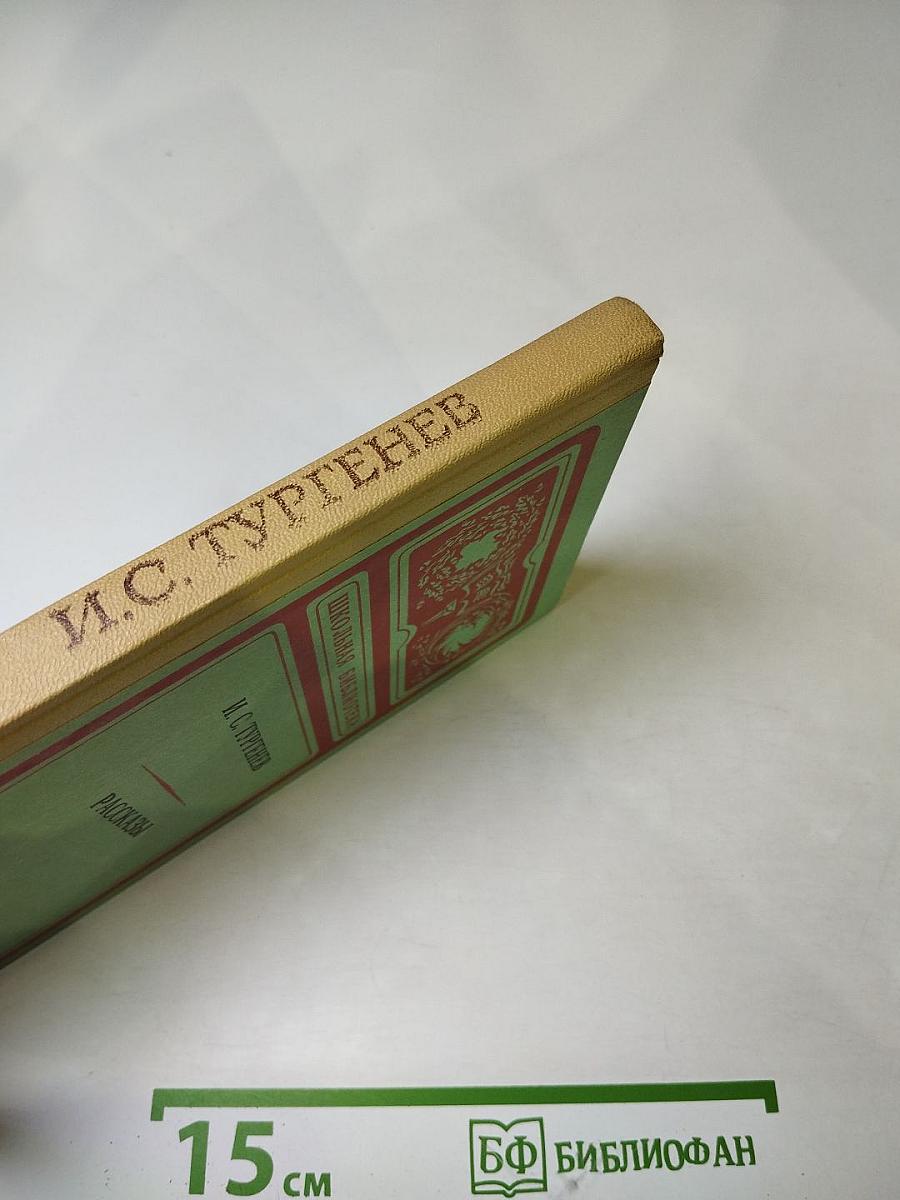 И.С. ТУРГЕНЕВ
ШКОЛЬНАЯ БИБЛИОТЕКА
И. С. ТУРГЕНЕВ
РАССКАЗЫ
15 см
БФ БИБЛИОФАН